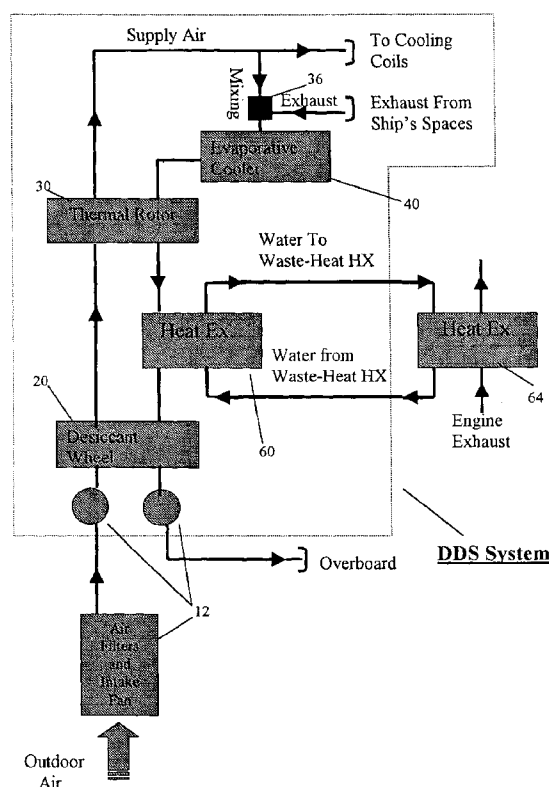 Supply Air
To Cooling
Coils
36
Mixing
Exhaust
Exhaust From
Ship's Spaces
Evaporative
Cooler
30
40
Thermal Rotor
Water To
Waste-Heat HX
Heat Ex.
Heat Ex.
Water from
Waste-Heat HX
20
60
64
Desiccant
Wheel
Engine
Exhaust
DDS System
Overboard
12
Air
Filters
and
Intake
Fan
Outdoor
Air